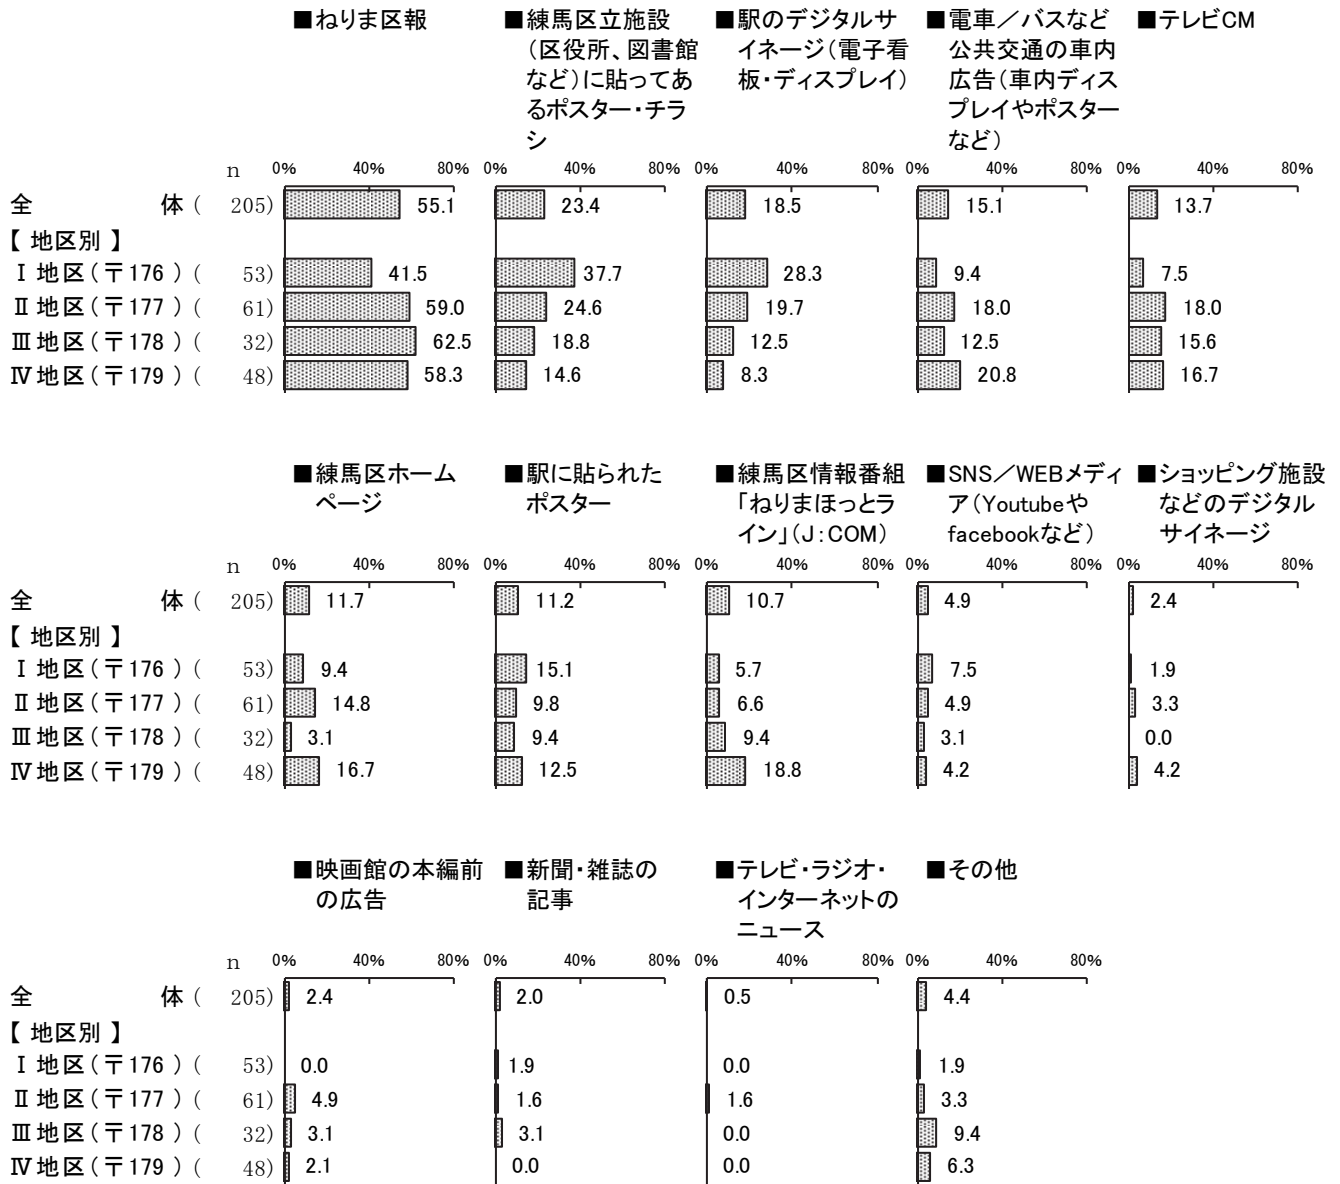 ■ねりま区報 ■練馬区立施設 ■駅のデジタルサ ■電車／バスなど ■テレビCM
（区役所、図書館 イネージ（電子看 公共交通の車内
など）に貼ってあ 板・ディスプレイ） 広告（車内ディス
るポスター・チラ プレイやポスター
シ など）
n 0% 40% 80% 0% 40% 80% 0% 40% 80% 0% 40% 80% 0% 40% 80%
全 体 ( 205) 55.1 23.4 18.5 15.1 13.7
【 地区別 】
Ⅰ 地区（〒176 ） ( 53) 41.5 37.7 28.3 9.4 7.5
Ⅱ 地区（〒177 ） ( 61) 59.0 24.6 19.7 18.0 18.0
Ⅲ 地区（〒178 ） ( 32) 62.5 18.8 12.5 12.5 15.6
Ⅳ 地区（〒179 ） ( 48) 58.3 14.6 8.3 20.8 16.7
■練馬区ホーム ■駅に貼られた ■練馬区情報番組 ■SNS／WEBメディ ■ショッピング施設
ページ ポスター 「ねりまほっとラ ア（Youtubeや などのデジタル
イン」（J：COM） facebookなど） サイネージ
n 0% 40% 80% 0% 40% 80% 0% 40% 80% 0% 40% 80% 0% 40% 80%
全 体 ( 205) 11.7 11.2 10.7 4.9 2.4
【 地区別 】
Ⅰ 地区（〒176 ） ( 53) 9.4 15.1 5.7 7.5 1.9
Ⅱ 地区（〒177 ） ( 61) 14.8 9.8 6.6 4.9 3.3
Ⅲ 地区（〒178 ） ( 32) 3.1 9.4 9.4 3.1 0.0
Ⅳ 地区（〒179 ） ( 48) 16.7 12.5 18.8 4.2 4.2
■映画館の本編前 ■新聞・雑誌の ■テレビ・ラジオ・ ■その他
の広告 記事 インターネットの
ニュース
n 0% 40% 80% 0% 40% 80% 0% 40% 80% 0% 40% 80%
全 体 ( 205) 2.4 2.0 0.5 4.4
【 地区別 】
Ⅰ 地区（〒176 ） ( 53) 0.0 1.9 0.0 1.9
Ⅱ 地区（〒177 ） ( 61) 4.9 1.6 1.6 3.3
Ⅲ 地区（〒178 ） ( 32) 3.1 3.1 0.0 9.4
Ⅳ 地区（〒179 ） ( 48) 2.1 0.0 0.0 6.3